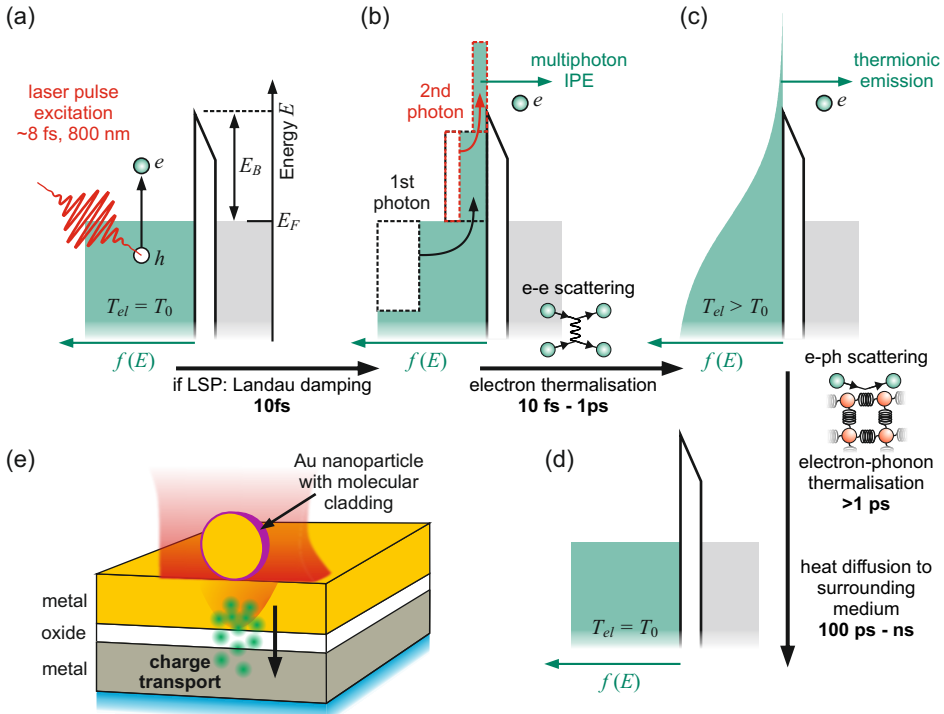 (a)
laser pulse
excitation
~8 fs, 800 nm
e
h
E_B
Energy E
E_F
T_el = T_0
f(E)
if LSP: Landau damping
10fs
(b)
multiphoton
IPE
e
2nd
photon
1st
photon
e-e scattering
f(E)
electron thermalisation
10 fs - 1ps
(c)
thermionic
emission
e
T_el > T_0
f(E)
e-ph scattering
electron-phonon
thermalisation
>1 ps
heat diffusion to
surrounding
medium
100 ps - ns
(d)
T_el = T_0
f(E)
(e)
Au nanoparticle
with molecular
cladding
metal
oxide
metal
charge
transport